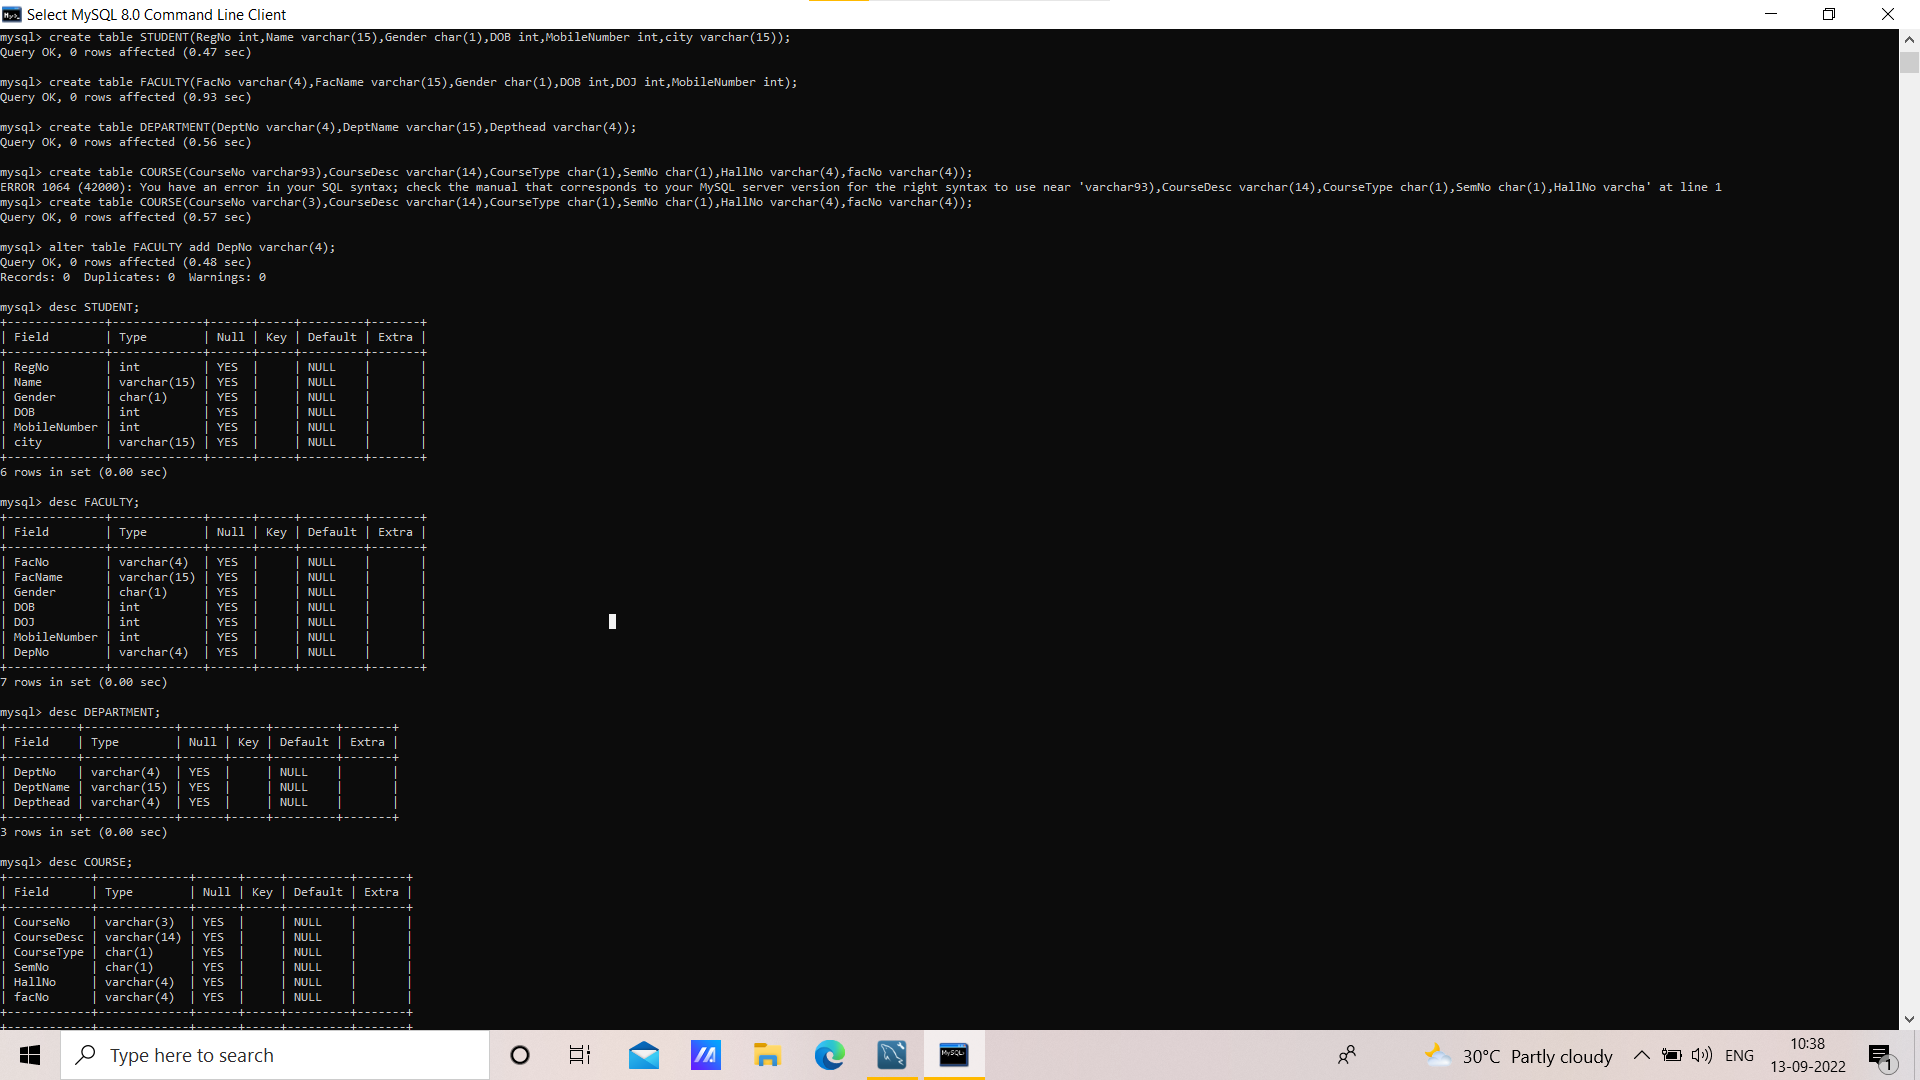 Select MySQL 8.0 Command Line Client
mysql> create table STUDENT(RegNo int,Name varchar(15),Gender char(1),DOB int,MobileNumber int,city varchar(15));
Query OK, 0 rows affected (0.47 sec)
mysql> create table FACULTY(FacNo varchar(4),FacName varchar(15),Gender char(1),DOB int,DOJ int,MobileNumber int);
Query OK, 0 rows affected (0.93 sec)
mysql> create table DEPARTMENT(DeptNo varchar(4),DeptName varchar(15),Depthead varchar(4));
Query OK, 0 rows affected (0.56 sec)
mysql> create table COURSE(CourseNo varchar93),CourseDesc varchar(14),CourseType char(1),SemNo char(1),HallNo varchar(4),facNo varchar(4));
ERROR 1064 (42000): You have an error in your SQL syntax; check the manual that corresponds to your MySQL server version for the right syntax to use near 'varchar93),CourseDesc varchar(14),CourseType char(1),SemNo char(1),HallNo varcha' at line 1
mysql> create table COURSE(CourseNo varchar(3),CourseDesc varchar(14),CourseType char(1),SemNo char(1),HallNo varchar(4),facNo varchar(4));
Query OK, 0 rows affected (0.57 sec)
mysql> alter table FACULTY add DepNo varchar(4);
Query OK, 0 rows affected (0.48 sec)
Records: 0  Duplicates: 0  Warnings: 0
mysql> desc STUDENT;
+--------------+-------------+------+-----+---------+-------+
| Field        | Type        | Null | Key | Default | Extra |
+--------------+-------------+------+-----+---------+-------+
| RegNo        | int         | YES  |     | NULL    |       |
| Name         | varchar(15) | YES  |     | NULL    |       |
| Gender       | char(1)     | YES  |     | NULL    |       |
| DOB          | int         | YES  |     | NULL    |       |
| MobileNumber | int         | YES  |     | NULL    |       |
| city         | varchar(15) | YES  |     | NULL    |       |
+--------------+-------------+------+-----+---------+-------+
6 rows in set (0.00 sec)
mysql> desc FACULTY;
+--------------+-------------+------+-----+---------+-------+
| Field        | Type        | Null | Key | Default | Extra |
+--------------+-------------+------+-----+---------+-------+
| FacNo        | varchar(4)  | YES  |     | NULL    |       |
| FacName      | varchar(15) | YES  |     | NULL    |       |
| Gender       | char(1)     | YES  |     | NULL    |       |
| DOB          | int         | YES  |     | NULL    |       |
| DOJ          | int         | YES  |     | NULL    |       |
| MobileNumber | int         | YES  |     | NULL    |       |
| DepNo        | varchar(4)  | YES  |     | NULL    |       |
+--------------+-------------+------+-----+---------+-------+
7 rows in set (0.00 sec)
mysql> desc DEPARTMENT;
+----------+-------------+------+-----+---------+-------+
| Field    | Type        | Null | Key | Default | Extra |
+----------+-------------+------+-----+---------+-------+
| DeptNo   | varchar(4)  | YES  |     | NULL    |       |
| DeptName | varchar(15) | YES  |     | NULL    |       |
| Depthead | varchar(4)  | YES  |     | NULL    |       |
+----------+-------------+------+-----+---------+-------+
3 rows in set (0.00 sec)
mysql> desc COURSE;
+------------+-------------+------+-----+---------+-------+
| Field      | Type        | Null | Key | Default | Extra |
+------------+-------------+------+-----+---------+-------+
| CourseNo   | varchar(3)  | YES  |     | NULL    |       |
| CourseDesc | varchar(14) | YES  |     | NULL    |       |
| CourseType | char(1)     | YES  |     | NULL    |       |
| SemNo      | char(1)     | YES  |     | NULL    |       |
| HallNo     | varchar(4)  | YES  |     | NULL    |       |
| facNo      | varchar(4)  | YES  |     | NULL    |       |
+------------+-------------+------+-----+---------+-------+
+------------+-------------+------+-----+---------+-------+
Type here to search
30°C Partly cloudy
ENG
10:38
13-09-2022
1